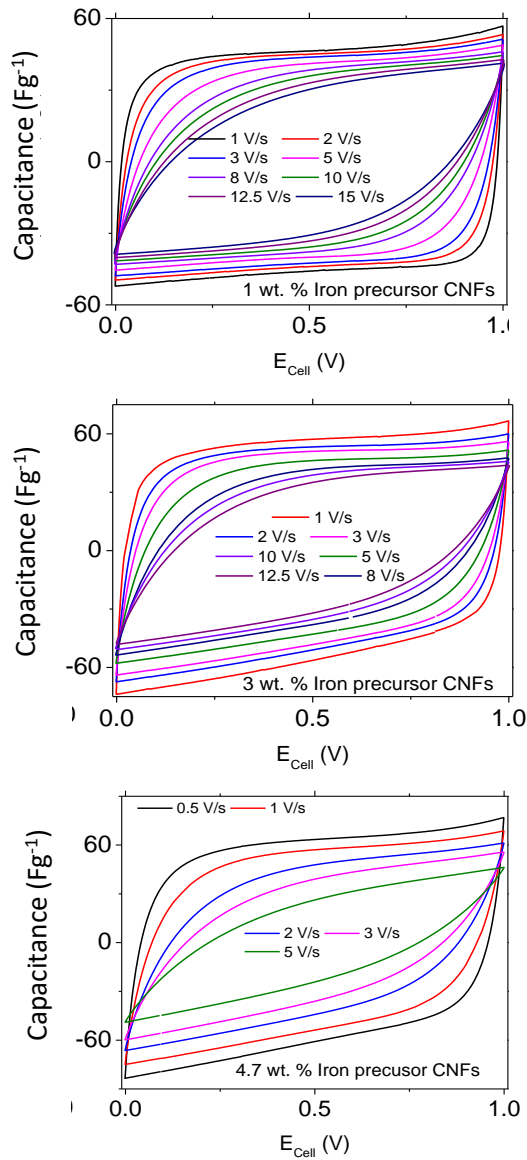 60
0
-60
Capacitance (Fg-1)
1 V/s 2 V/s
3 V/s 5 V/s
8 V/s 10 V/s
12.5 V/s 15 V/s
1 wt. % Iron precursor CNFs
0.0 0.5 1.0
ECell (V)
60
0
-60
Capacitance (Fg-1)
1 V/s
2 V/s 3 V/s
10 V/s 5 V/s
12.5 V/s 8 V/s
3 wt. % Iron precursor CNFs
0.0 0.5 1.0
ECell (V)
0.5 V/s 1 V/s
60
0
-60
Capacitance (Fg-1)
2 V/s 3 V/s
5 V/s
4.7 wt. % Iron precusor CNFs
0.0 0.5 1.0
ECell (V)